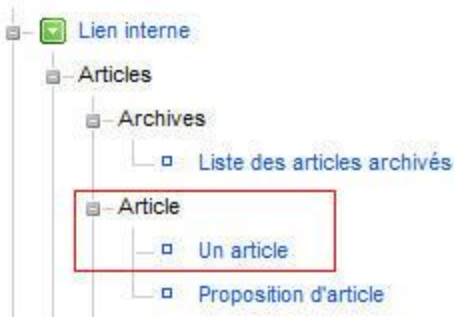 Lien interne
Articles
Archives
Liste des articles archivés
Article
Un article
Proposition d'article